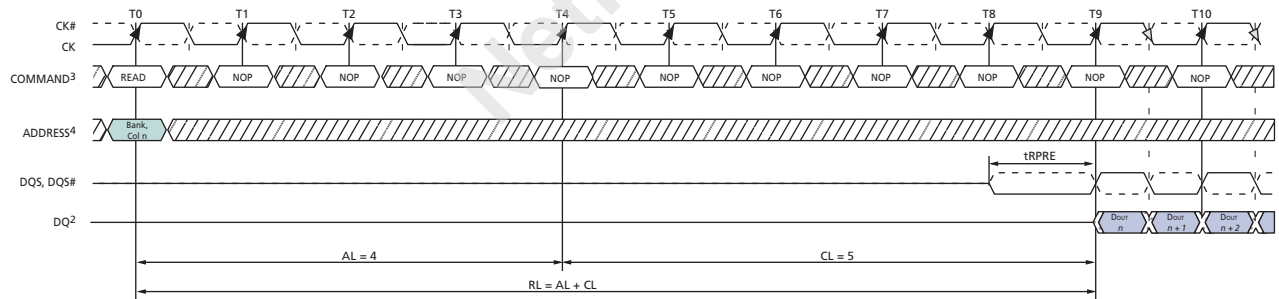 T0 T1 T2 T3 T4 T5 T6 T7 T8 T9 T10
CK#
CK
COMMAND3 READ NOP NOP NOP NOP NOP NOP NOP NOP NOP NOP
ADDRESS4 Bank,
Col n
tRPRE
DQS, DQS#
DQ2 DOUT DOUT DOUT
n n + 1 n + 2
AL = 4 CL = 5
RL = AL + CL